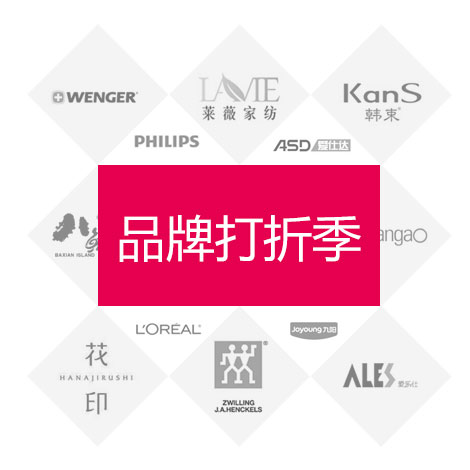 WENGER
LAVIE
莱薇家纺
KanS
韩束
PHILIPS
ASD 爱仕达
品牌打折季
BAXIAN ISLAND
angao
L'ORÉAL
Joyoung 九阳
花
HANAJIRUSHI
印
ZWILLING
J.A.HENCKELS
ALES